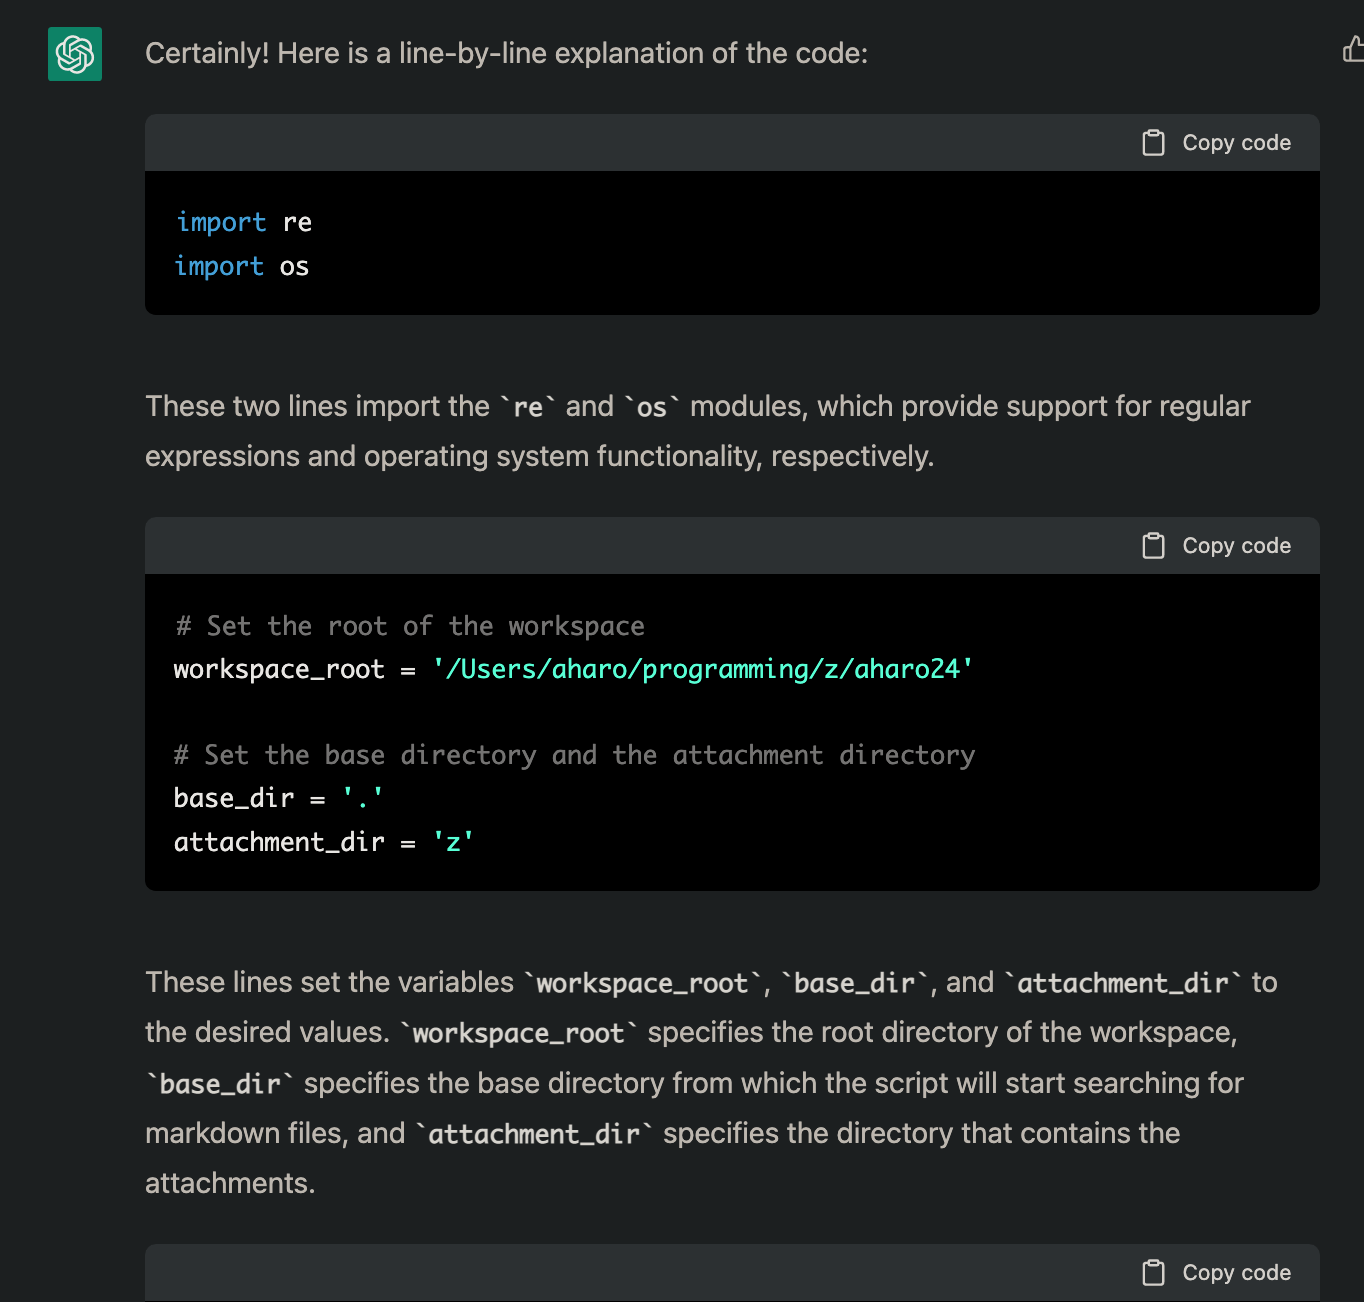 Certainly! Here is a line-by-line explanation of the code:
Copy code
import re
import os
These two lines import the `re` and `os` modules, which provide support for regular
expressions and operating system functionality, respectively.
Copy code
# Set the root of the workspace
workspace_root = '/Users/aharo/programming/z/aharo24'
# Set the base directory and the attachment directory
base_dir = '.'
attachment_dir = 'z'
These lines set the variables `workspace_root`, `base_dir`, and `attachment_dir` to
the desired values. `workspace_root` specifies the root directory of the workspace,
`base_dir` specifies the base directory from which the script will start searching for
markdown files, and `attachment_dir` specifies the directory that contains the
attachments.
Copy code